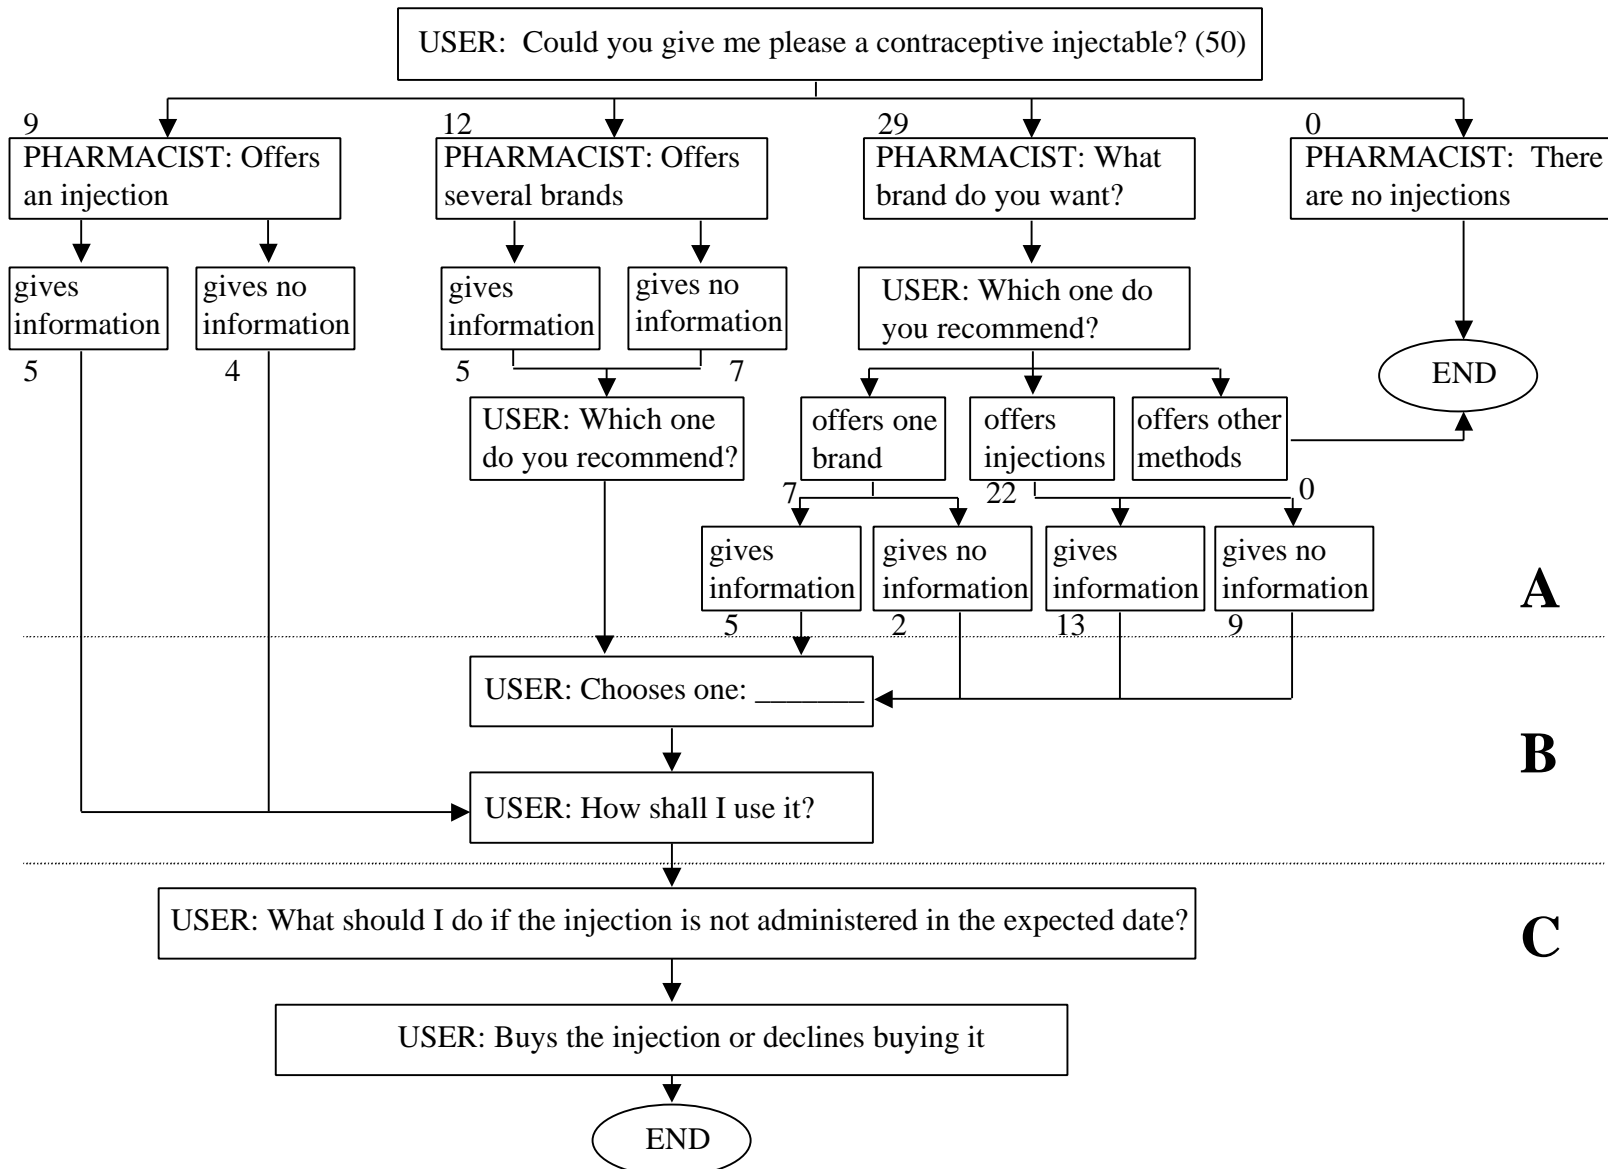 USER:  Could you give me please a contraceptive injectable? (50)
9
12
29
0
PHARMACIST: Offers
an injection
PHARMACIST: Offers
several brands
PHARMACIST: What
brand do you want?
PHARMACIST:  There
are no injections
gives
information
gives no
information
gives
information
gives no
information
USER: Which one do
you recommend?
5
4
5
7
END
USER: Which one
do you recommend?
offers one
brand
offers
injections
offers other
methods
7
22
0
gives
information
gives no
information
gives
information
gives no
information
A
5
2
13
9
USER: Chooses one: _______
B
USER: How shall I use it?
USER: What should I do if the injection is not administered in the expected date?
C
USER: Buys the injection or declines buying it
END